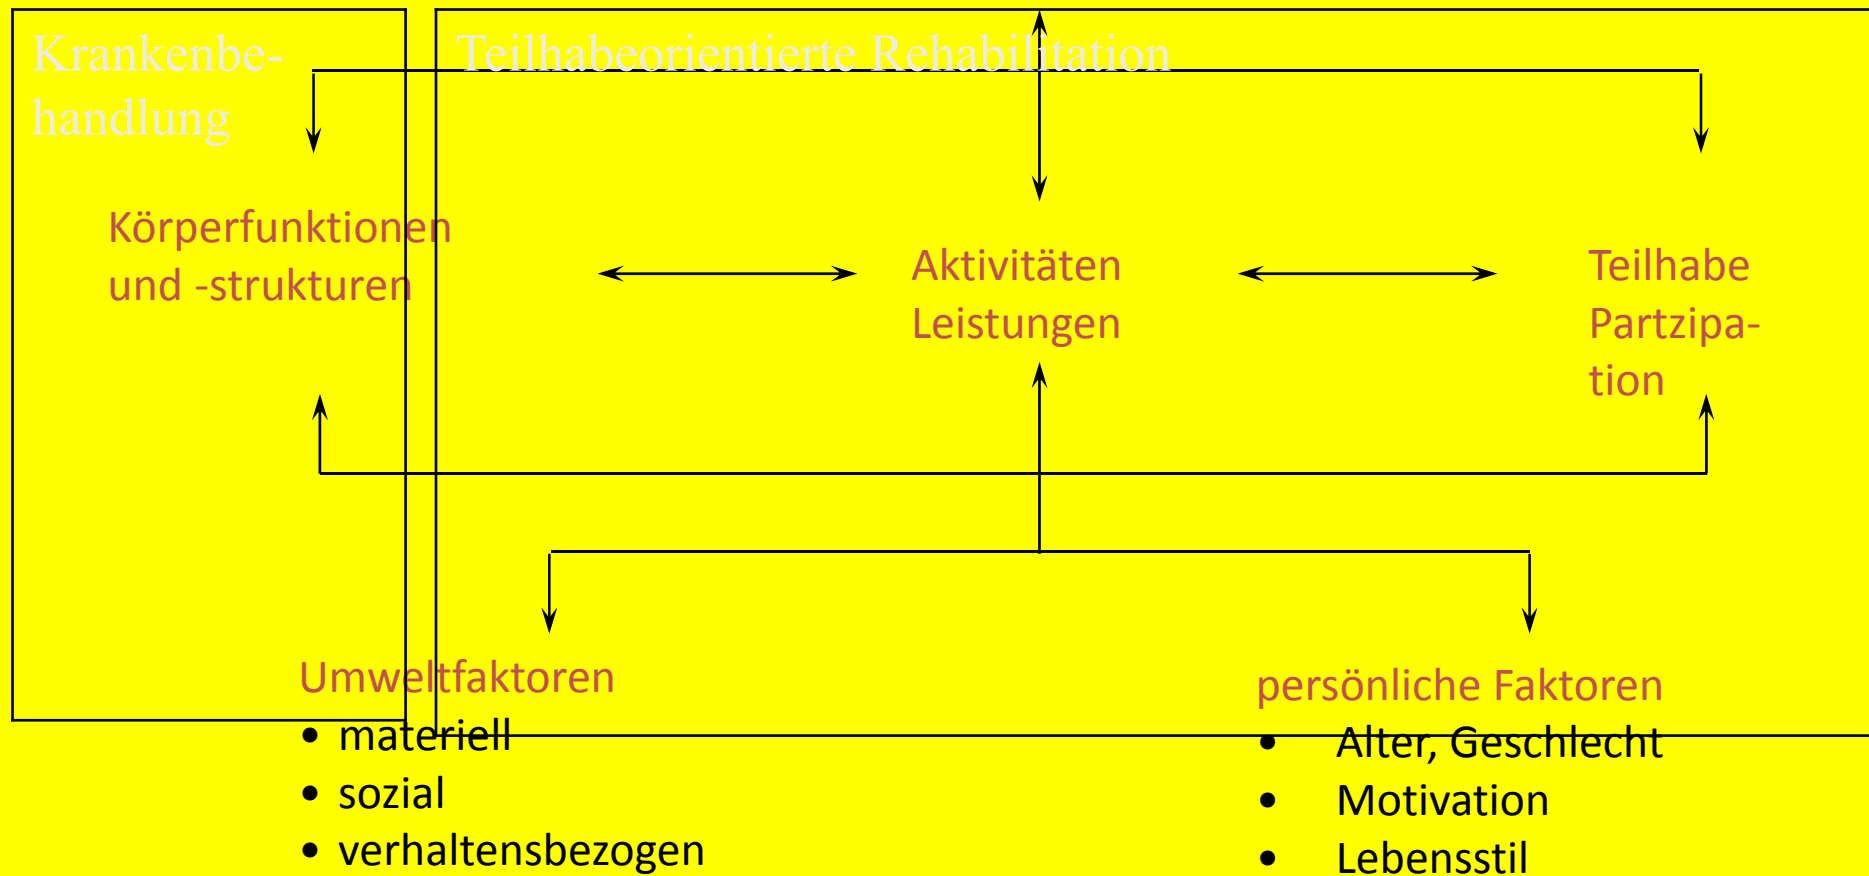 Krankenbe-
handlung
Teilhabeorientierte Rehabilitation
Körperfunktionen
und -strukturen
Aktivitäten
Leistungen
Teilhabe
Partzipa-
tion
Umweltfaktoren
• materiell
• sozial
• verhaltensbezogen
persönliche Faktoren
• Alter, Geschlecht
• Motivation
• Lebensstil